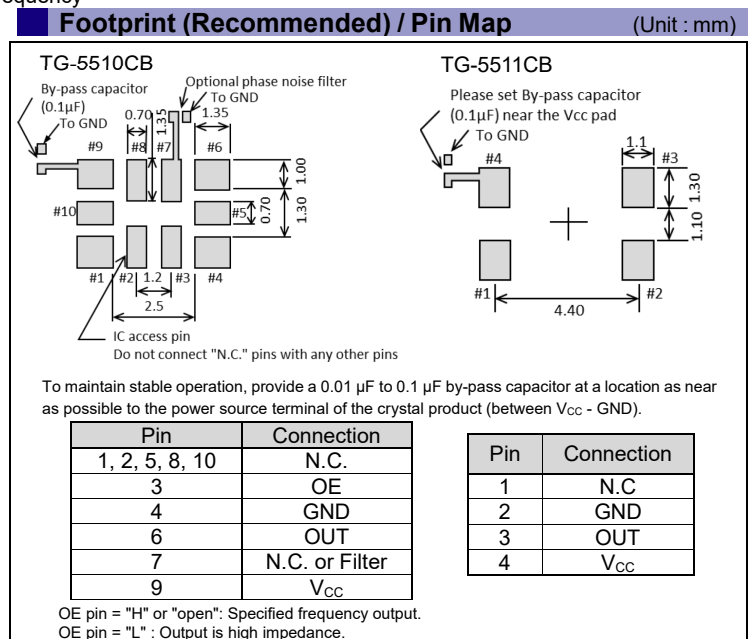 requency
Footprint (Recommended) / Pin Map (Unit : mm)
TG-5510CB
By-pass capacitor
(0.1µF)
To GND
Optional phase noise filter
To GND
0.70
1.35
1.35
#9
#8
#7
#6
1.00
#10
#5
0.70
1.30
#1
#2
1.2
#3
#4
2.5
IC access pin
Do not connect "N.C." pins with any other pins
TG-5511CB
Please set By-pass capacitor
(0.1µF) near the Vcc pad
To GND
1.1
#4
#3
1.30
1.10
#1
#2
4.40
To maintain stable operation, provide a 0.01 µF to 0.1 µF by-pass capacitor at a location as near
as possible to the power source terminal of the crystal product (between VCC - GND).
Pin Connection
1, 2, 5, 8, 10 N.C.
3 OE
4 GND
6 OUT
7 N.C. or Filter
9 VCC
Pin Connection
1 N.C
2 GND
3 OUT
4 VCC
OE pin = "H" or "open": Specified frequency output.
OE pin = "L" : Output is high impedance.